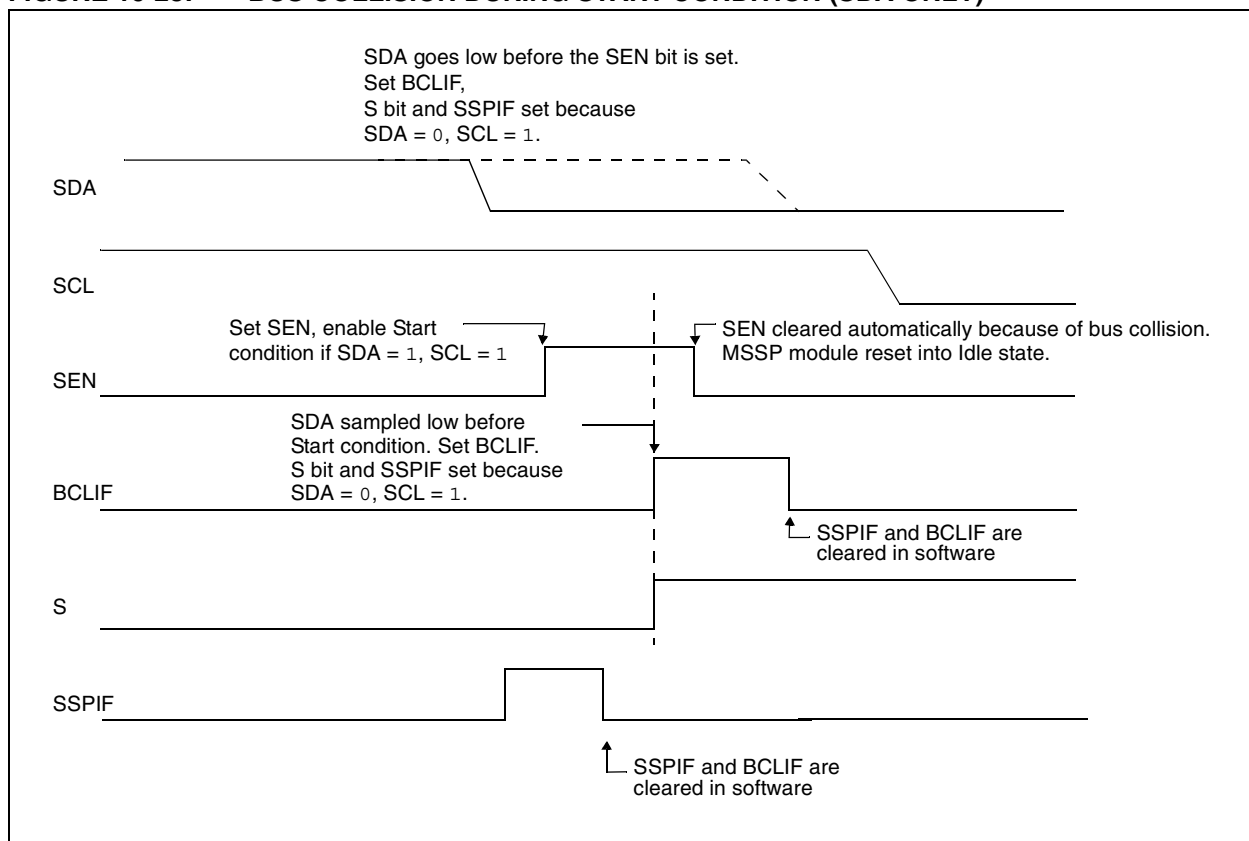 SDA goes low before the SEN bit is set.
Set BCLIF,
S bit and SSPIF set because
SDA = 0, SCL = 1.
SDA
SCL
Set SEN, enable Start
condition if SDA = 1, SCL = 1
SEN cleared automatically because of bus collision.
MSSP module reset into Idle state.
SEN
SDA sampled low before
Start condition. Set BCLIF.
S bit and SSPIF set because
SDA = 0, SCL = 1.
BCLIF
SSPIF and BCLIF are
cleared in software
S
SSPIF
SSPIF and BCLIF are
cleared in software